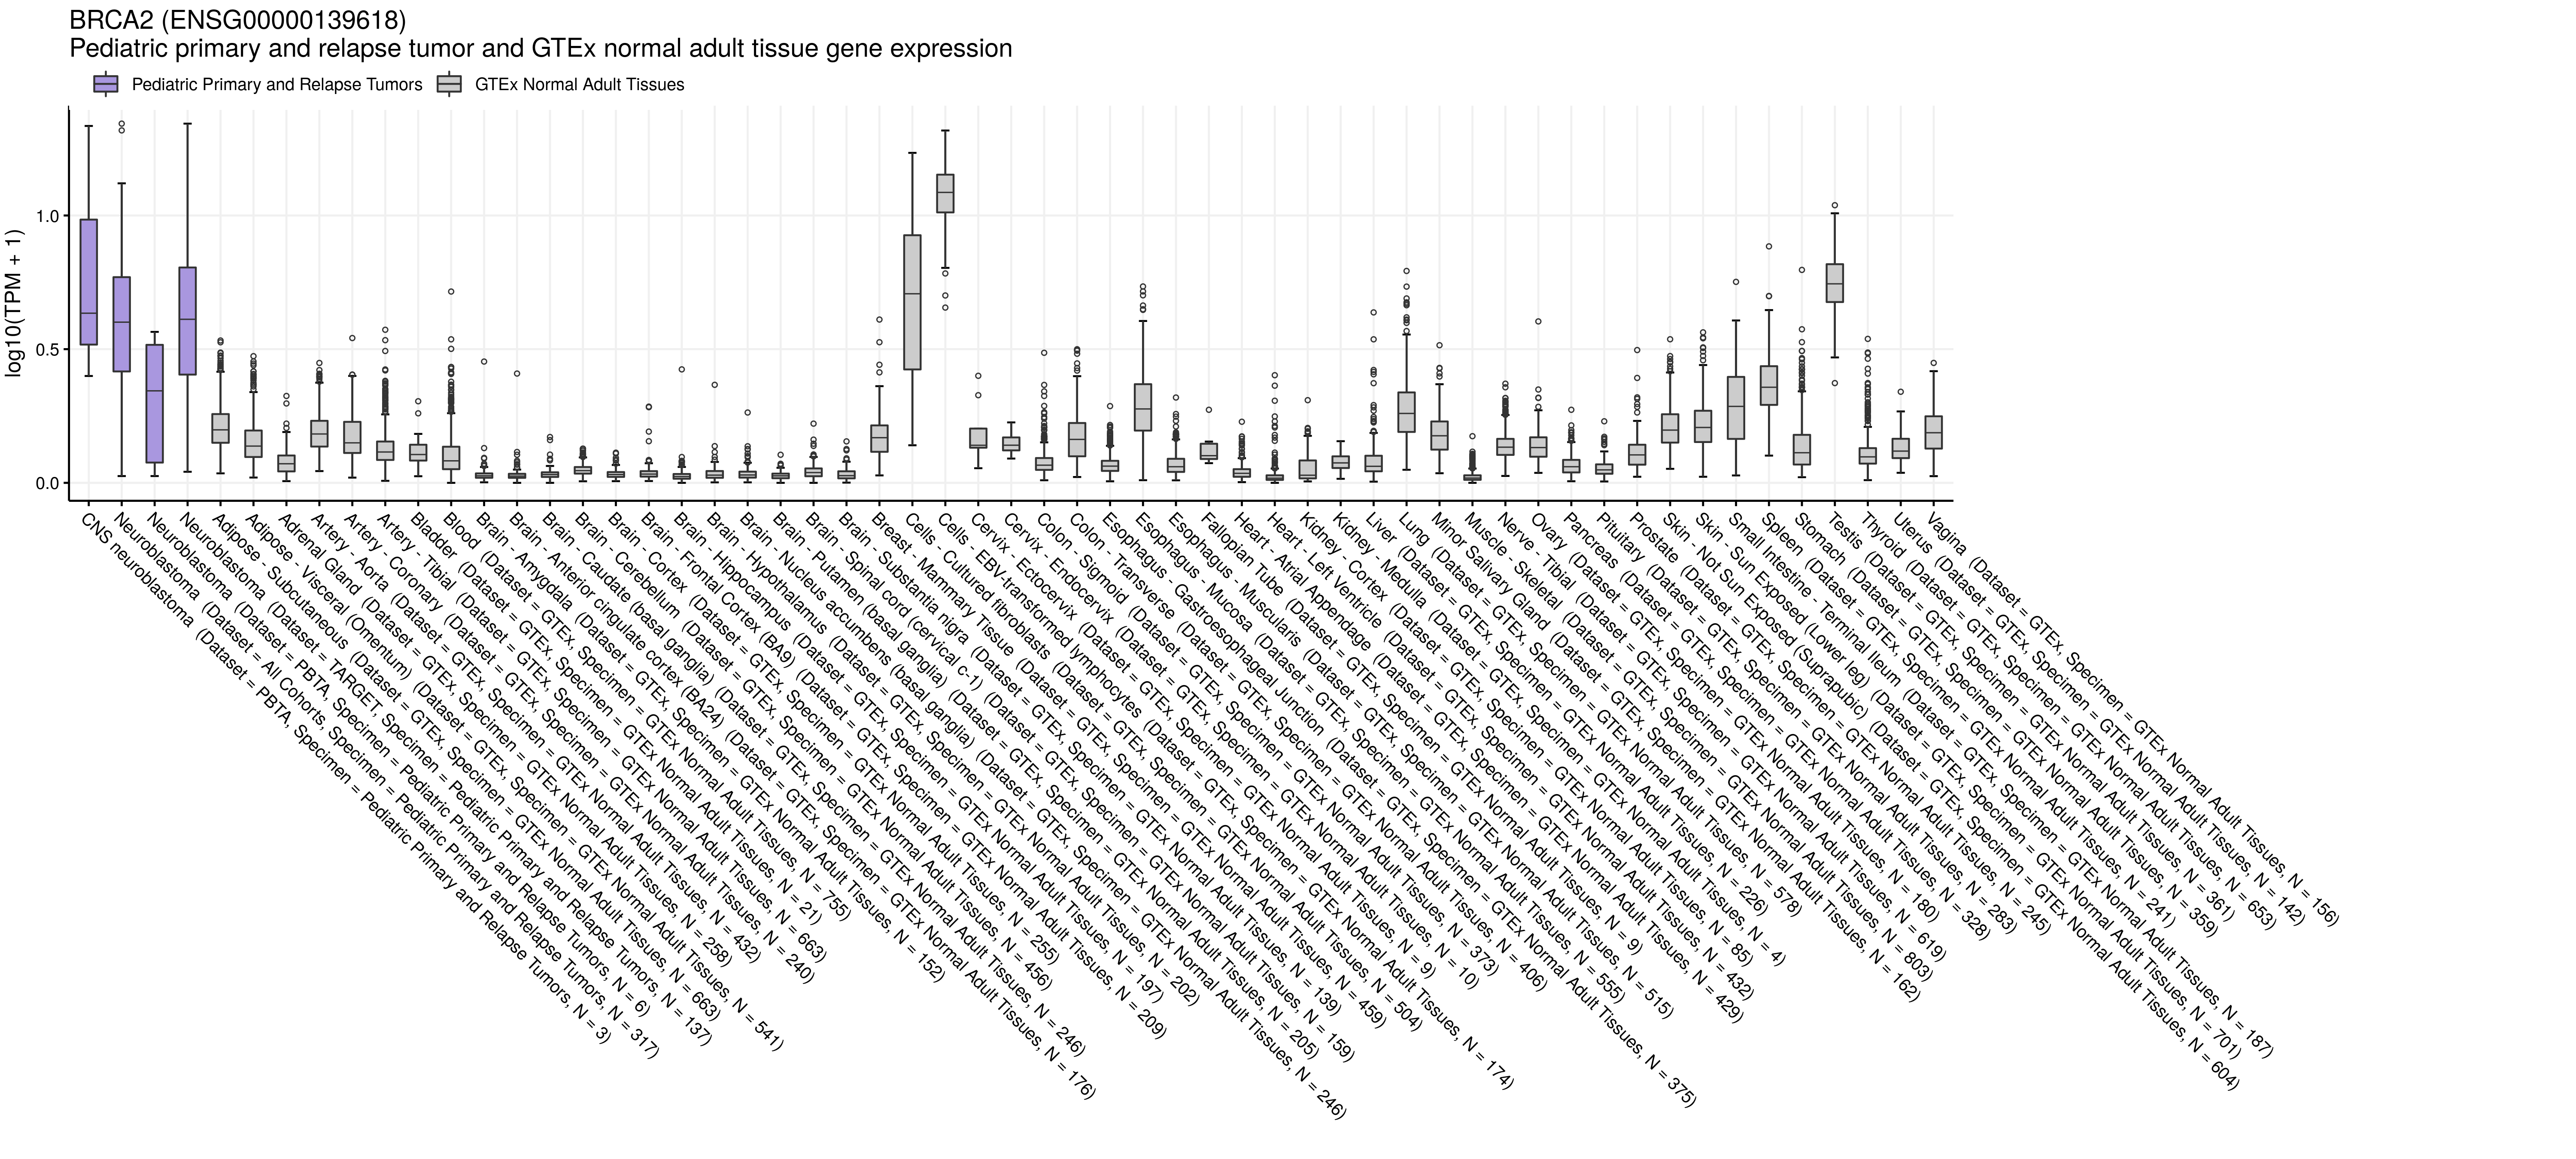 BRCA2 (ENSG00000139618)
Pediatric primary and relapse tumor and GTEx normal adult tissue gene expression
Pediatric Primary and Relapse Tumors GTEx Normal Adult Tissues
log10(TPM + 1)
1.0
0.5
0.0
CNS neuroblastoma (Dataset = PBTA, Specimen = Pediatric Primary and Relapse Tumors, N = 3)
Neuroblastoma (Dataset = All Cohorts, Specimen = Pediatric Primary and Relapse Tumors, N = 317)
Neuroblastoma (Dataset = PBTA, Specimen = Pediatric Primary and Relapse Tumors, N = 6)
Neuroblastoma (Dataset = TARGET, Specimen = Pediatric Primary and Relapse Tumors, N = 137)
Adipose - Subcutaneous (Dataset = GTEx, Specimen = GTEx Normal Adult Tissues, N = 663)
Adipose - Visceral (Omentum) (Dataset = GTEx, Specimen = GTEx Normal Adult Tissues, N = 541)
Adrenal Gland (Dataset = GTEx, Specimen = GTEx Normal Adult Tissues, N = 258)
Artery - Aorta (Dataset = GTEx, Specimen = GTEx Normal Adult Tissues, N = 432)
Artery - Coronary (Dataset = GTEx, Specimen = GTEx Normal Adult Tissues, N = 240)
Artery - Tibial (Dataset = GTEx, Specimen = GTEx Normal Adult Tissues, N = 663)
Bladder (Dataset = GTEx, Specimen = GTEx Normal Adult Tissues, N = 21)
Blood (Dataset = GTEx, Specimen = GTEx Normal Adult Tissues, N = 755)
Brain - Amygdala (Dataset = GTEx, Specimen = GTEx Normal Adult Tissues, N = 152)
Brain - Anterior cingulate cortex (BA24) (Dataset = GTEx, Specimen = GTEx Normal Adult Tissues, N = 176)
Brain - Caudate (basal ganglia) (Dataset = GTEx, Specimen = GTEx Normal Adult Tissues, N = 246)
Brain - Cerebellum (Dataset = GTEx, Specimen = GTEx Normal Adult Tissues, N = 456)
Brain - Cortex (Dataset = GTEx, Specimen = GTEx Normal Adult Tissues, N = 255)
Brain - Frontal Cortex (BA9) (Dataset = GTEx, Specimen = GTEx Normal Adult Tissues, N = 209)
Brain - Hippocampus (Dataset = GTEx, Specimen = GTEx Normal Adult Tissues, N = 197)
Brain - Hypothalamus (Dataset = GTEx, Specimen = GTEx Normal Adult Tissues, N = 202)
Brain - Nucleus accumbens (basal ganglia) (Dataset = GTEx, Specimen = GTEx Normal Adult Tissues, N = 246)
Brain - Putamen (basal ganglia) (Dataset = GTEx, Specimen = GTEx Normal Adult Tissues, N = 205)
Brain - Spinal cord (cervical c-1) (Dataset = GTEx, Specimen = GTEx Normal Adult Tissues, N = 159)
Brain - Substantia nigra (Dataset = GTEx, Specimen = GTEx Normal Adult Tissues, N = 139)
Breast - Mammary Tissue (Dataset = GTEx, Specimen = GTEx Normal Adult Tissues, N = 459)
Cells - Cultured fibroblasts (Dataset = GTEx, Specimen = GTEx Normal Adult Tissues, N = 504)
Cells - EBV-transformed lymphocytes (Dataset = GTEx, Specimen = GTEx Normal Adult Tissues, N = 174)
Cervix - Ectocervix (Dataset = GTEx, Specimen = GTEx Normal Adult Tissues, N = 9)
Cervix - Endocervix (Dataset = GTEx, Specimen = GTEx Normal Adult Tissues, N = 10)
Colon - Sigmoid (Dataset = GTEx, Specimen = GTEx Normal Adult Tissues, N = 373)
Colon - Transverse (Dataset = GTEx, Specimen = GTEx Normal Adult Tissues, N = 406)
Esophagus - Gastroesophageal Junction (Dataset = GTEx, Specimen = GTEx Normal Adult Tissues, N = 375)
Esophagus - Mucosa (Dataset = GTEx, Specimen = GTEx Normal Adult Tissues, N = 555)
Esophagus - Muscularis (Dataset = GTEx, Specimen = GTEx Normal Adult Tissues, N = 515)
Fallopian Tube (Dataset = GTEx, Specimen = GTEx Normal Adult Tissues, N = 9)
Heart - Atrial Appendage (Dataset = GTEx, Specimen = GTEx Normal Adult Tissues, N = 429)
Heart - Left Ventricle (Dataset = GTEx, Specimen = GTEx Normal Adult Tissues, N = 432)
Kidney - Cortex (Dataset = GTEx, Specimen = GTEx Normal Adult Tissues, N = 85)
Kidney - Medulla (Dataset = GTEx, Specimen = GTEx Normal Adult Tissues, N = 4)
Liver (Dataset = GTEx, Specimen = GTEx Normal Adult Tissues, N = 226)
Lung (Dataset = GTEx, Specimen = GTEx Normal Adult Tissues, N = 578)
Minor Salivary Gland (Dataset = GTEx, Specimen = GTEx Normal Adult Tissues, N = 162)
Muscle - Skeletal (Dataset = GTEx, Specimen = GTEx Normal Adult Tissues, N = 803)
Nerve - Tibial (Dataset = GTEx, Specimen = GTEx Normal Adult Tissues, N = 619)
Ovary (Dataset = GTEx, Specimen = GTEx Normal Adult Tissues, N = 180)
Pancreas (Dataset = GTEx, Specimen = GTEx Normal Adult Tissues, N = 328)
Pituitary (Dataset = GTEx, Specimen = GTEx Normal Adult Tissues, N = 283)
Prostate (Dataset = GTEx, Specimen = GTEx Normal Adult Tissues, N = 245)
Skin - Not Sun Exposed (Suprapubic) (Dataset = GTEx, Specimen = GTEx Normal Adult Tissues, N = 604)
Skin - Sun Exposed (Lower leg) (Dataset = GTEx, Specimen = GTEx Normal Adult Tissues, N = 701)
Small Intestine - Terminal Ileum (Dataset = GTEx, Specimen = GTEx Normal Adult Tissues, N = 187)
Spleen (Dataset = GTEx, Specimen = GTEx Normal Adult Tissues, N = 241)
Stomach (Dataset = GTEx, Specimen = GTEx Normal Adult Tissues, N = 359)
Testis (Dataset = GTEx, Specimen = GTEx Normal Adult Tissues, N = 361)
Thyroid (Dataset = GTEx, Specimen = GTEx Normal Adult Tissues, N = 653)
Uterus (Dataset = GTEx, Specimen = GTEx Normal Adult Tissues, N = 142)
Vagina (Dataset = GTEx, Specimen = GTEx Normal Adult Tissues, N = 156)